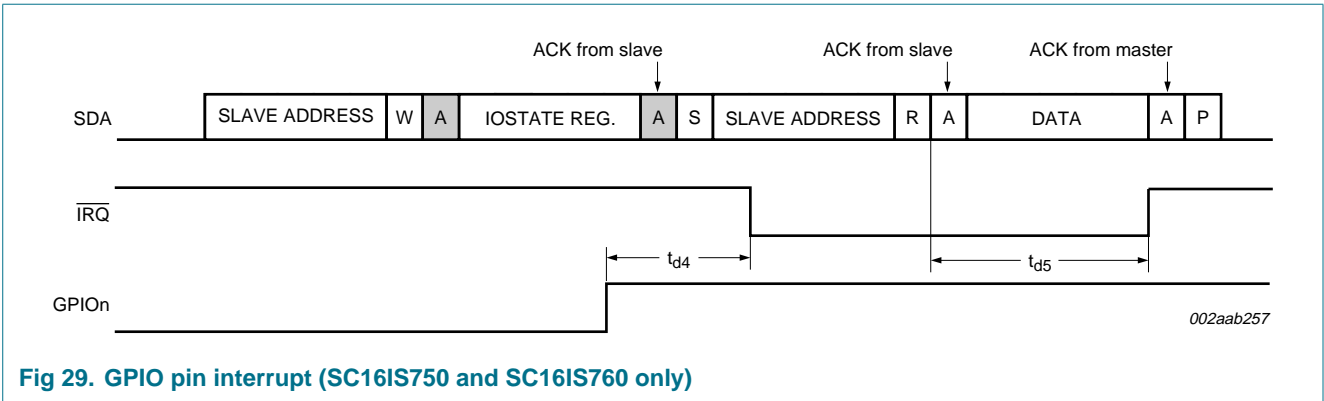 ACK from slave ACK from slave ACK from master
SDA SLAVE ADDRESS W A IOSTATE REG. A S SLAVE ADDRESS R A DATA A P
IRQ
td4 td5
GPIOn
002aab257
Fig 29. GPIO pin interrupt (SC16IS750 and SC16IS760 only)